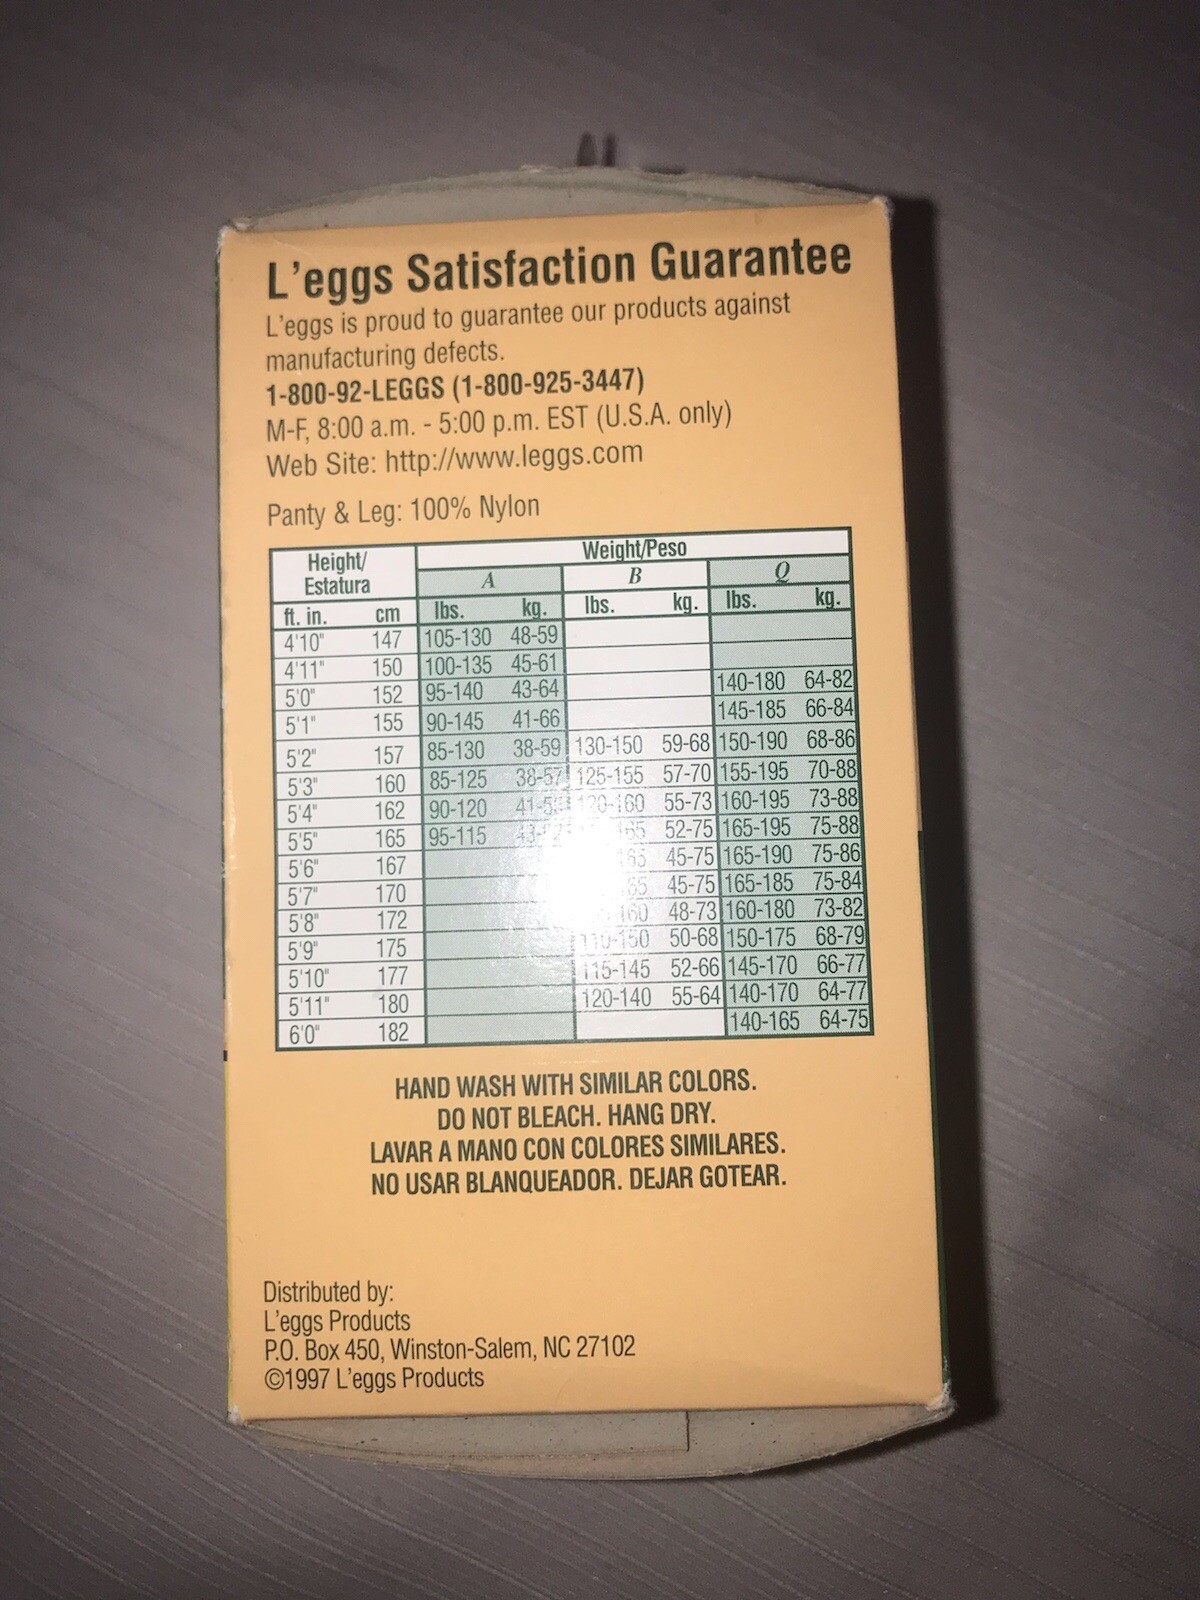 L'eggs Satisfaction Guarantee
L'eggs is proud to guarantee our products against
manufacturing defects.
1-800-92-LEGGS (1-800-925-3447)
M-F, 8:00 a.m. - 5:00 p.m. EST (U.S.A. only)
Web Site: http://www.leggs.com
Panty & Leg: 100% Nylon
Height/ Weight/Peso
Estatura A B Q
ft. in. cm lbs. kg. lbs. kg. lbs. kg.
4'10" 147 105-130 48-59
4'11" 150 100-135 45-61
5'0" 152 95-140 43-64 140-180 64-82
5'1" 155 90-145 41-66 145-185 66-84
5'2" 157 85-130 38-59 130-150 59-68 150-190 68-86
5'3" 160 85-125 38-57 125-155 57-70 155-195 70-88
5'4" 162 90-120 120-160 55-73 160-195 73-88
5'5" 165 95-115 52-75 165-195 75-88
5'6" 167 45-75 165-190 75-86
5'7" 170 45-75 165-185 75-84
5'8" 172 48-73 160-180 73-82
5'9" 175 110-150 50-68 150-175 68-79
5'10" 177 115-145 52-66 145-170 66-77
5'11" 180 120-140 55-64 140-170 64-77
6'0" 182 140-165 64-75
HAND WASH WITH SIMILAR COLORS.
DO NOT BLEACH. HANG DRY.
LAVAR A MANO CON COLORES SIMILARES.
NO USAR BLANQUEADOR. DEJAR GOTEAR.
Distributed by:
L'eggs Products
P.O. Box 450, Winston-Salem, NC 27102
©1997 L'eggs Products